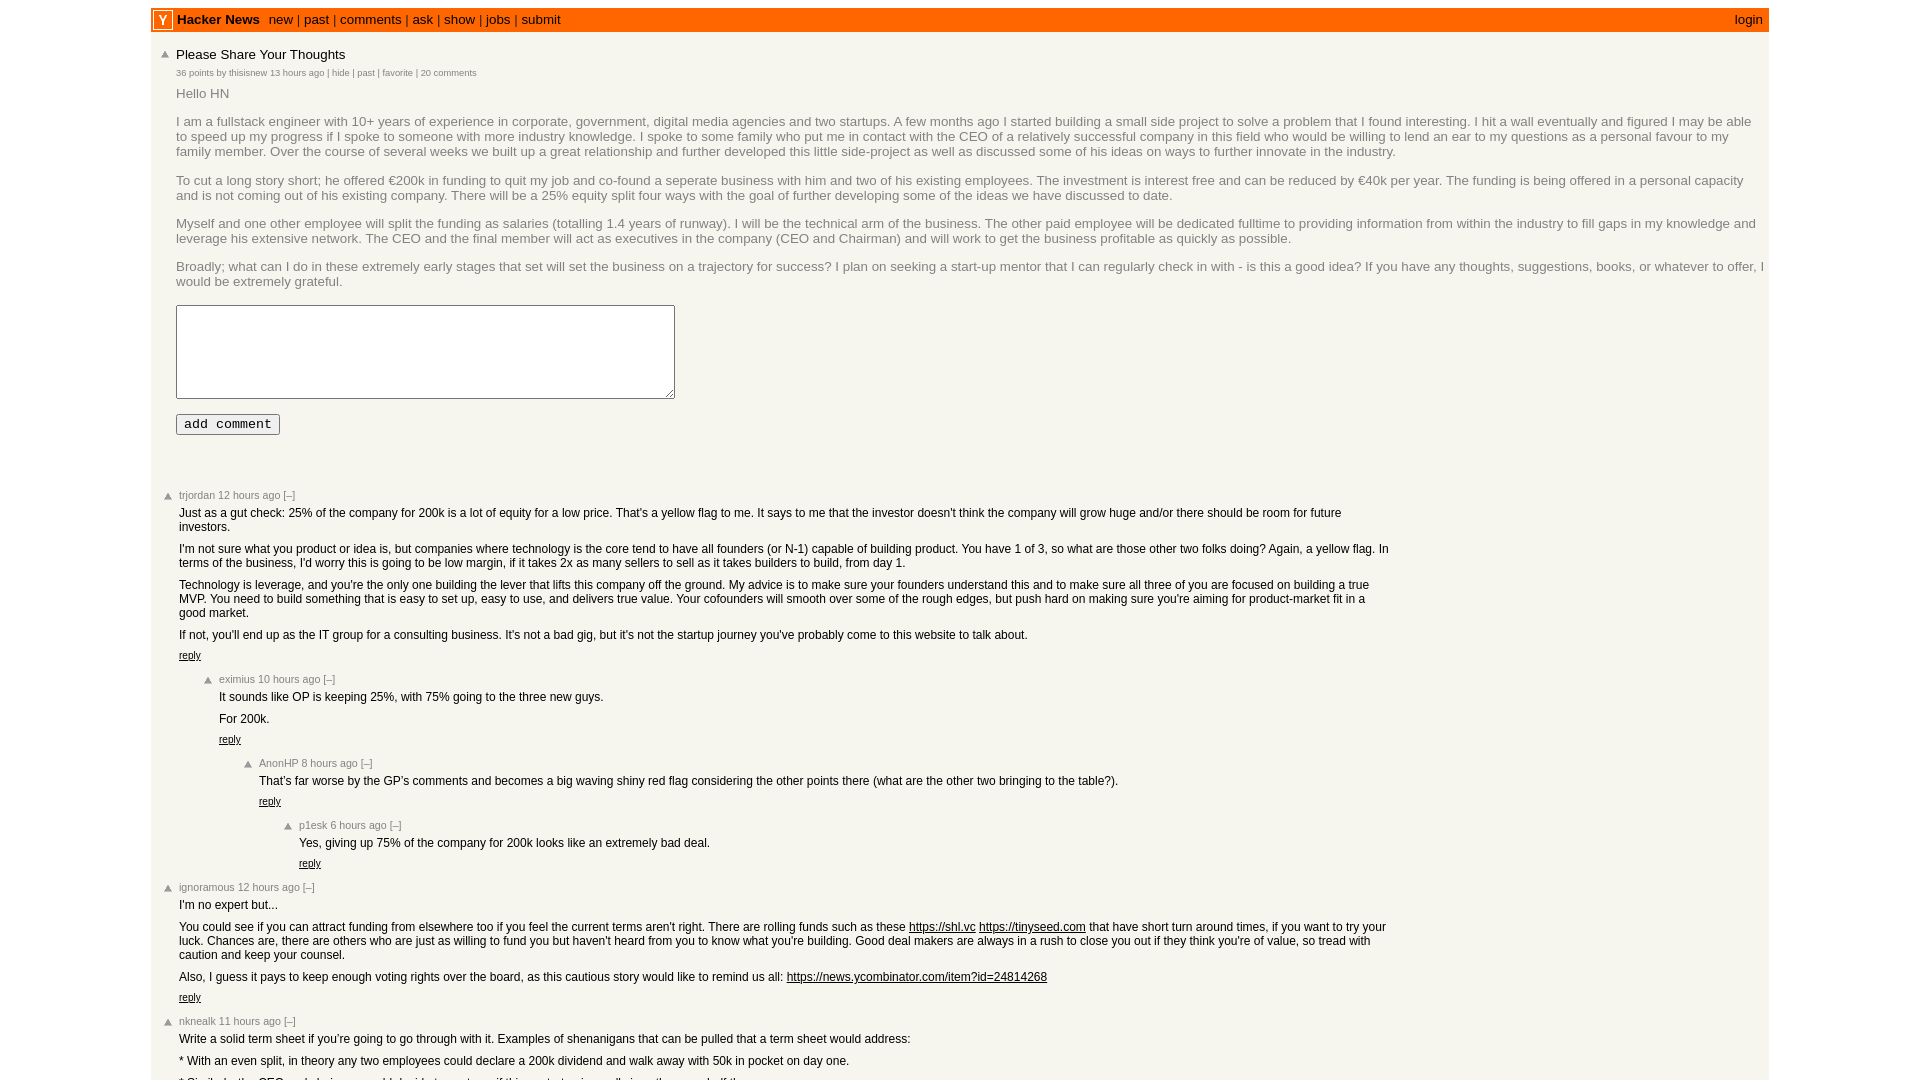 Y Hacker News new | past | comments | ask | show | jobs | submit login
Please Share Your Thoughts
36 points by thisisnew 13 hours ago | hide | past | favorite | 20 comments
Hello HN
I am a fullstack engineer with 10+ years of experience in corporate, government, digital media agencies and two startups. A few months ago I started building a small side project to solve a problem that I found interesting. I hit a wall eventually and figured I may be able
to speed up my progress if I spoke to someone with more industry knowledge. I spoke to some family who put me in contact with the CEO of a relatively successful company in this field who would be willing to lend an ear to my questions as a personal favour to my
family member. Over the course of several weeks we built up a great relationship and further developed this little side-project as well as discussed some of his ideas on ways to further innovate in the industry.
To cut a long story short; he offered €200k in funding to quit my job and co-found a seperate business with him and two of his existing employees. The investment is interest free and can be reduced by €40k per year. The funding is being offered in a personal capacity
and is not coming out of his existing company. There will be a 25% equity split four ways with the goal of further developing some of the ideas we have discussed to date.
Myself and one other employee will split the funding as salaries (totalling 1.4 years of runway). I will be the technical arm of the business. The other paid employee will be dedicated fulltime to providing information from within the industry to fill gaps in my knowledge and
leverage his extensive network. The CEO and the final member will act as executives in the company (CEO and Chairman) and will work to get the business profitable as quickly as possible.
Broadly; what can I do in these extremely early stages that set will set the business on a trajectory for success? I plan on seeking a start-up mentor that I can regularly check in with - is this a good idea? If you have any thoughts, suggestions, books, or whatever to offer, I
would be extremely grateful.
add comment
trjordan 12 hours ago [–]
Just as a gut check: 25% of the company for 200k is a lot of equity for a low price. That's a yellow flag to me. It says to me that the investor doesn't think the company will grow huge and/or there should be room for future
investors.
I'm not sure what you product or idea is, but companies where technology is the core tend to have all founders (or N-1) capable of building product. You have 1 of 3, so what are those other two folks doing? Again, a yellow flag. In
terms of the business, I'd worry this is going to be low margin, if it takes 2x as many sellers to sell as it takes builders to build, from day 1.
Technology is leverage, and you're the only one building the lever that lifts this company off the ground. My advice is to make sure your founders understand this and to make sure all three of you are focused on building a true
MVP. You need to build something that is easy to set up, easy to use, and delivers true value. Your cofounders will smooth over some of the rough edges, but push hard on making sure you're aiming for product-market fit in a
good market.
If not, you'll end up as the IT group for a consulting business. It's not a bad gig, but it's not the startup journey you've probably come to this website to talk about.
reply
eximius 10 hours ago [–]
It sounds like OP is keeping 25%, with 75% going to the three new guys.
For 200k.
reply
AnonHP 8 hours ago [–]
That’s far worse by the GP’s comments and becomes a big waving shiny red flag considering the other points there (what are the other two bringing to the table?).
reply
p1esk 6 hours ago [–]
Yes, giving up 75% of the company for 200k looks like an extremely bad deal.
reply
ignoramous 12 hours ago [–]
I'm no expert but...
You could see if you can attract funding from elsewhere too if you feel the current terms aren't right. There are rolling funds such as these https://shl.vc https://tinyseed.com that have short turn around times, if you want to try your
luck. Chances are, there are others who are just as willing to fund you but haven't heard from you to know what you're building. Good deal makers are always in a rush to close you out if they think you're of value, so tread with
caution and keep your counsel.
Also, I guess it pays to keep enough voting rights over the board, as this cautious story would like to remind us all: https://news.ycombinator.com/item?id=24814268
reply
nknealk 11 hours ago [–]
Write a solid term sheet if you’re going to go through with it. Examples of shenanigans that can be pulled that a term sheet would address:
* With an even split, in theory any two employees could declare a 200k dividend and walk away with 50k in pocket on day one.